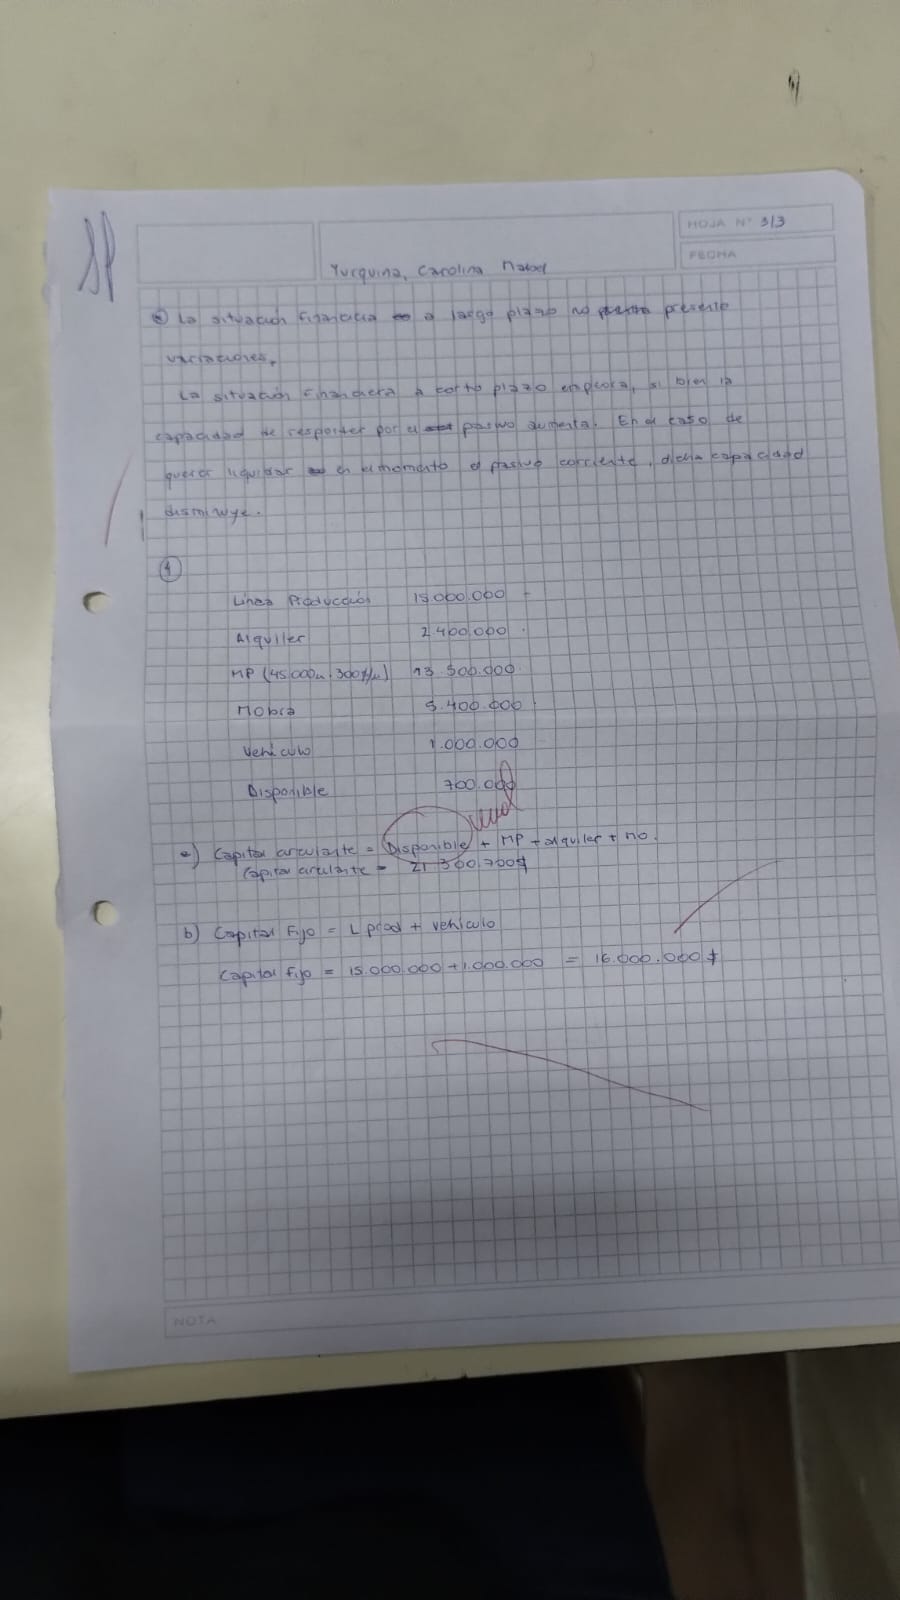 HOJA N° 3/3
FECHA
Yurquina, Carolina
La situación financiera a largo plazo no presenta
variaciones.
La situación financiera a corto plazo empeora, si bien la
capacidad de responder por el pasivo aumenta. En el caso de
querer liquidar en el momento el pasivo corriente, dicha capacidad
disminuye.
Linea Producción 15.000.000
Alquiler 2.400.000
MP (45.000u. 300$/u) 13.500.000
MObra 5.400.000
Vehiculo 1.000.000
Disponible 700.000
a) Capital circulante = Disponible + MP + alquiler + mo.
Capital circulante = 21.300.700$
b) Capital Fijo = L prod + vehículo
Capital fijo = 15.000.000 + 1.000.000 = 16.000.000 $
NOTA